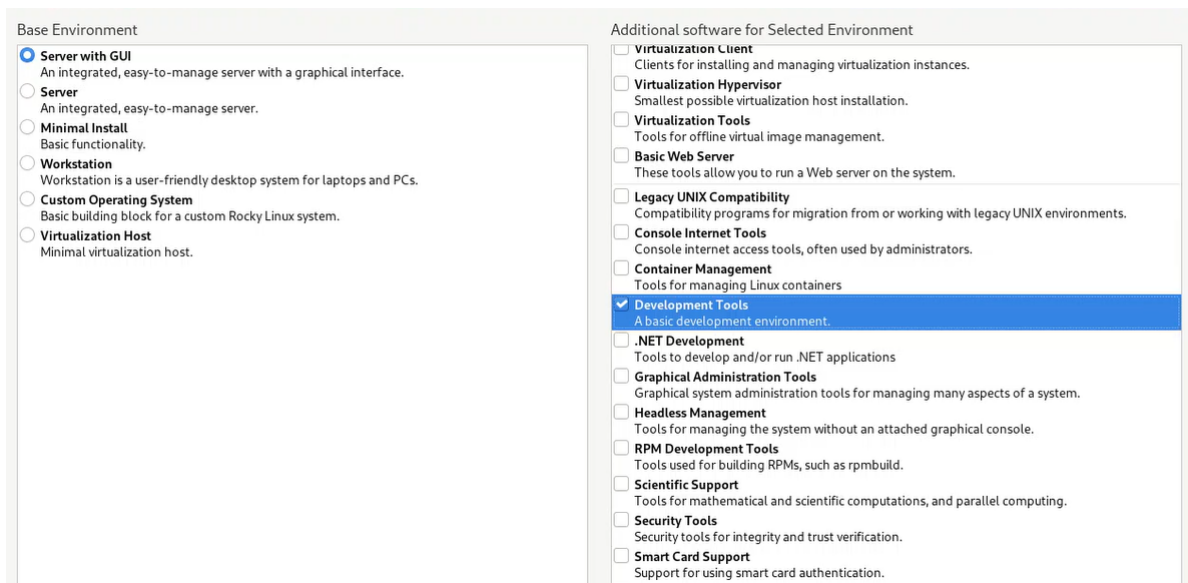 Base Environment
Server with GUI
An integrated, easy-to-manage server with a graphical interface.
Server
An integrated, easy-to-manage server.
Minimal Install
Basic functionality.
Workstation
Workstation is a user-friendly desktop system for laptops and PCs.
Custom Operating System
Basic building block for a custom Rocky Linux system.
Virtualization Host
Minimal virtualization host.
Additional software for Selected Environment
Virtualization Client
Clients for installing and managing virtualization instances.
Virtualization Hypervisor
Smallest possible virtualization host installation.
Virtualization Tools
Tools for offline virtual image management.
Basic Web Server
These tools allow you to run a Web server on the system.
Legacy UNIX Compatibility
Compatibility programs for migration from or working with legacy UNIX environments.
Console Internet Tools
Console internet access tools, often used by administrators.
Container Management
Tools for managing Linux containers
Development Tools
A basic development environment.
.NET Development
Tools to develop and/or run .NET applications
Graphical Administration Tools
Graphical system administration tools for managing many aspects of a system.
Headless Management
Tools for managing the system without an attached graphical console.
RPM Development Tools
Tools used for building RPMs, such as rpmbuild.
Scientific Support
Tools for mathematical and scientific computations, and parallel computing.
Security Tools
Security tools for integrity and trust verification.
Smart Card Support
Support for using smart card authentication.